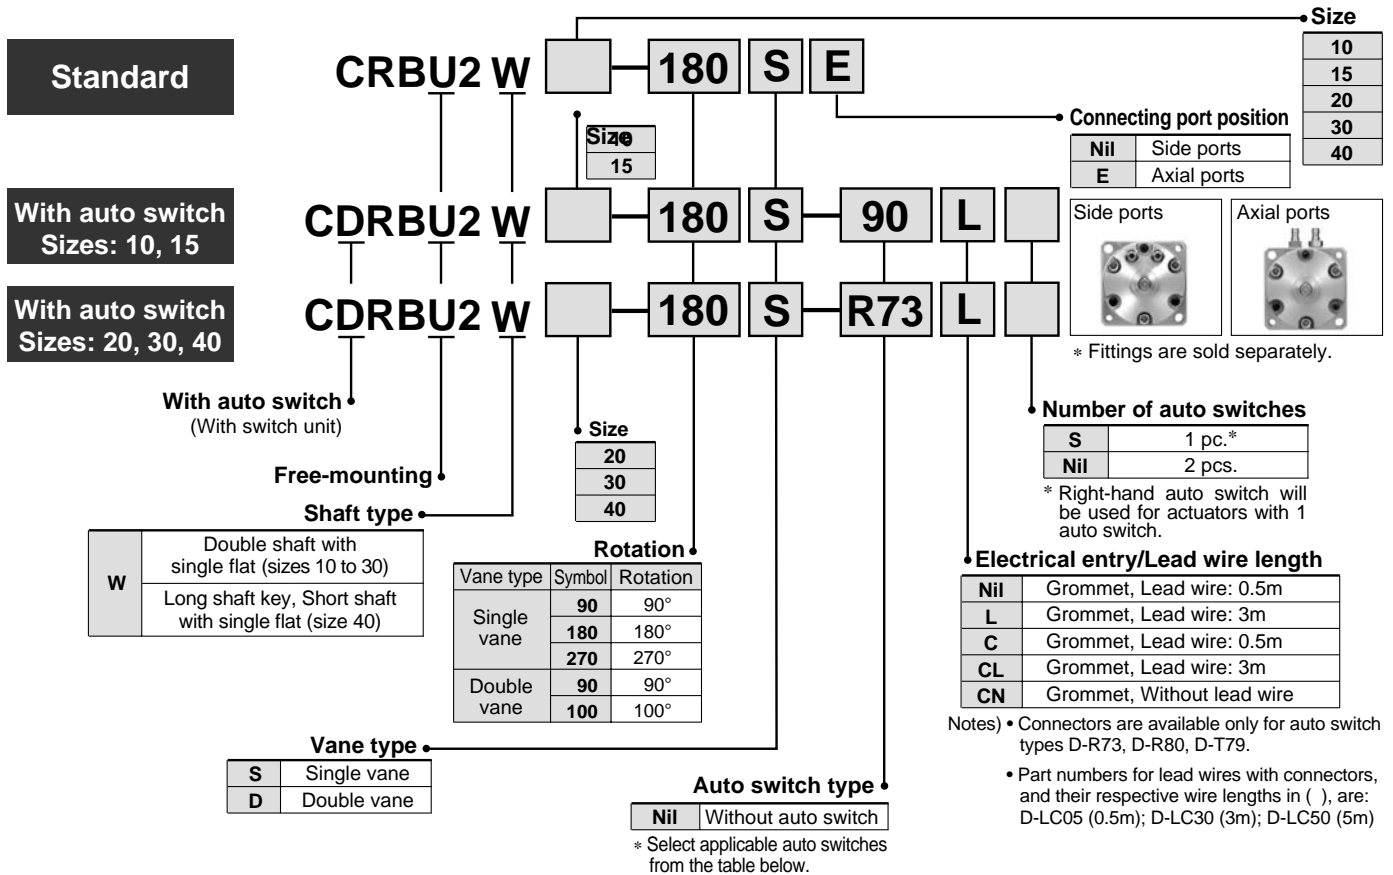 Size
10
15
20
30
40
Standard
CRBU2 W 180 S E
Connecting port position
Nil Side ports
E Axial ports
Size
10
15
With auto switch
Sizes: 10, 15
CDRBU2 W 180 S 90 L
Side ports
Axial ports
With auto switch
Sizes: 20, 30, 40
CDRBU2 W 180 S R73 L
* Fittings are sold separately.
With auto switch
(With switch unit)
Number of auto switches
S 1 pc.*
Nil 2 pcs.
* Right-hand auto switch will
be used for actuators with 1
auto switch.
Size
20
30
40
Free-mounting
Shaft type
W
Double shaft with
single flat (sizes 10 to 30)
Long shaft key, Short shaft
with single flat (size 40)
Rotation
Vane type Symbol Rotation
Single
vane
90 90°
180 180°
270 270°
Double
vane
90 90°
100 100°
Electrical entry/Lead wire length
Nil Grommet, Lead wire: 0.5m
L Grommet, Lead wire: 3m
C Grommet, Lead wire: 0.5m
CL Grommet, Lead wire: 3m
CN Grommet, Without lead wire
Notes) • Connectors are available only for auto switch
types D-R73, D-R80, D-T79.
• Part numbers for lead wires with connectors,
and their respective wire lengths in ( ), are:
D-LC05 (0.5m); D-LC30 (3m); D-LC50 (5m)
Vane type
S Single vane
D Double vane
Auto switch type
Nil Without auto switch
* Select applicable auto switches
from the table below.